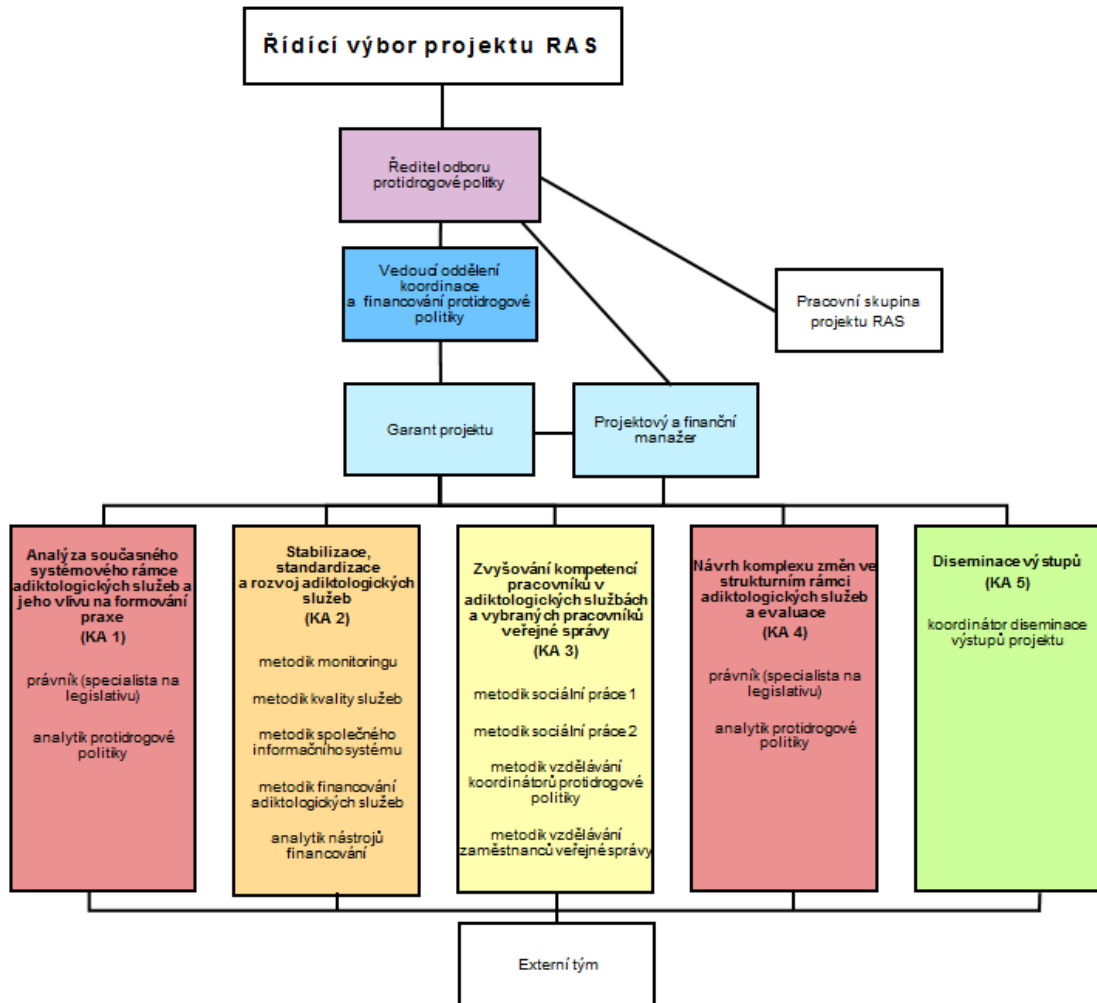 Řídící výbor projektu RAS
Ředitel odboru
protidrogové politky
Vedoucí oddělení
koordinace
a financování protidrogové
politiky
Pracovní skupina
projektu RAS
Garant projektu
Projektový a finanční
manažer
Analýza současného
systémového rámce
adiktologických služeb a
jeho vlivu na formování
praxe
(KA 1)
právník (specialista na
legislativu)
analytik protidrogové
politiky
Stabilizace,
standardizace
a rozvoj adiktologických
služeb
(KA 2)
metodik monitoringu
metodik kvality služeb
metodik společného
informačního systému
metodik financování
adiktologických služeb
analytik nástrojů
financování
Zvyšování kompetencí
pracovníků v
adiktologických službách
a vybraných pracovníků
veřejné správy
(KA 3)
metodik sociální práce 1
metodik sociální práce 2
metodik vzdělávání
koordinátorů protidrogové
politiky
metodik vzdělávání
zaměstnanců veřejné správy
Návrh komplexu změn ve
strukturním rámci
adiktologických služeb
a evaluace
(KA 4)
právník (specialista na
legislativu)
analytik protidrogové
politiky
Diseminace výstupů
(KA 5)
koordinátor diseminace
výstupů projektu
Externí tým